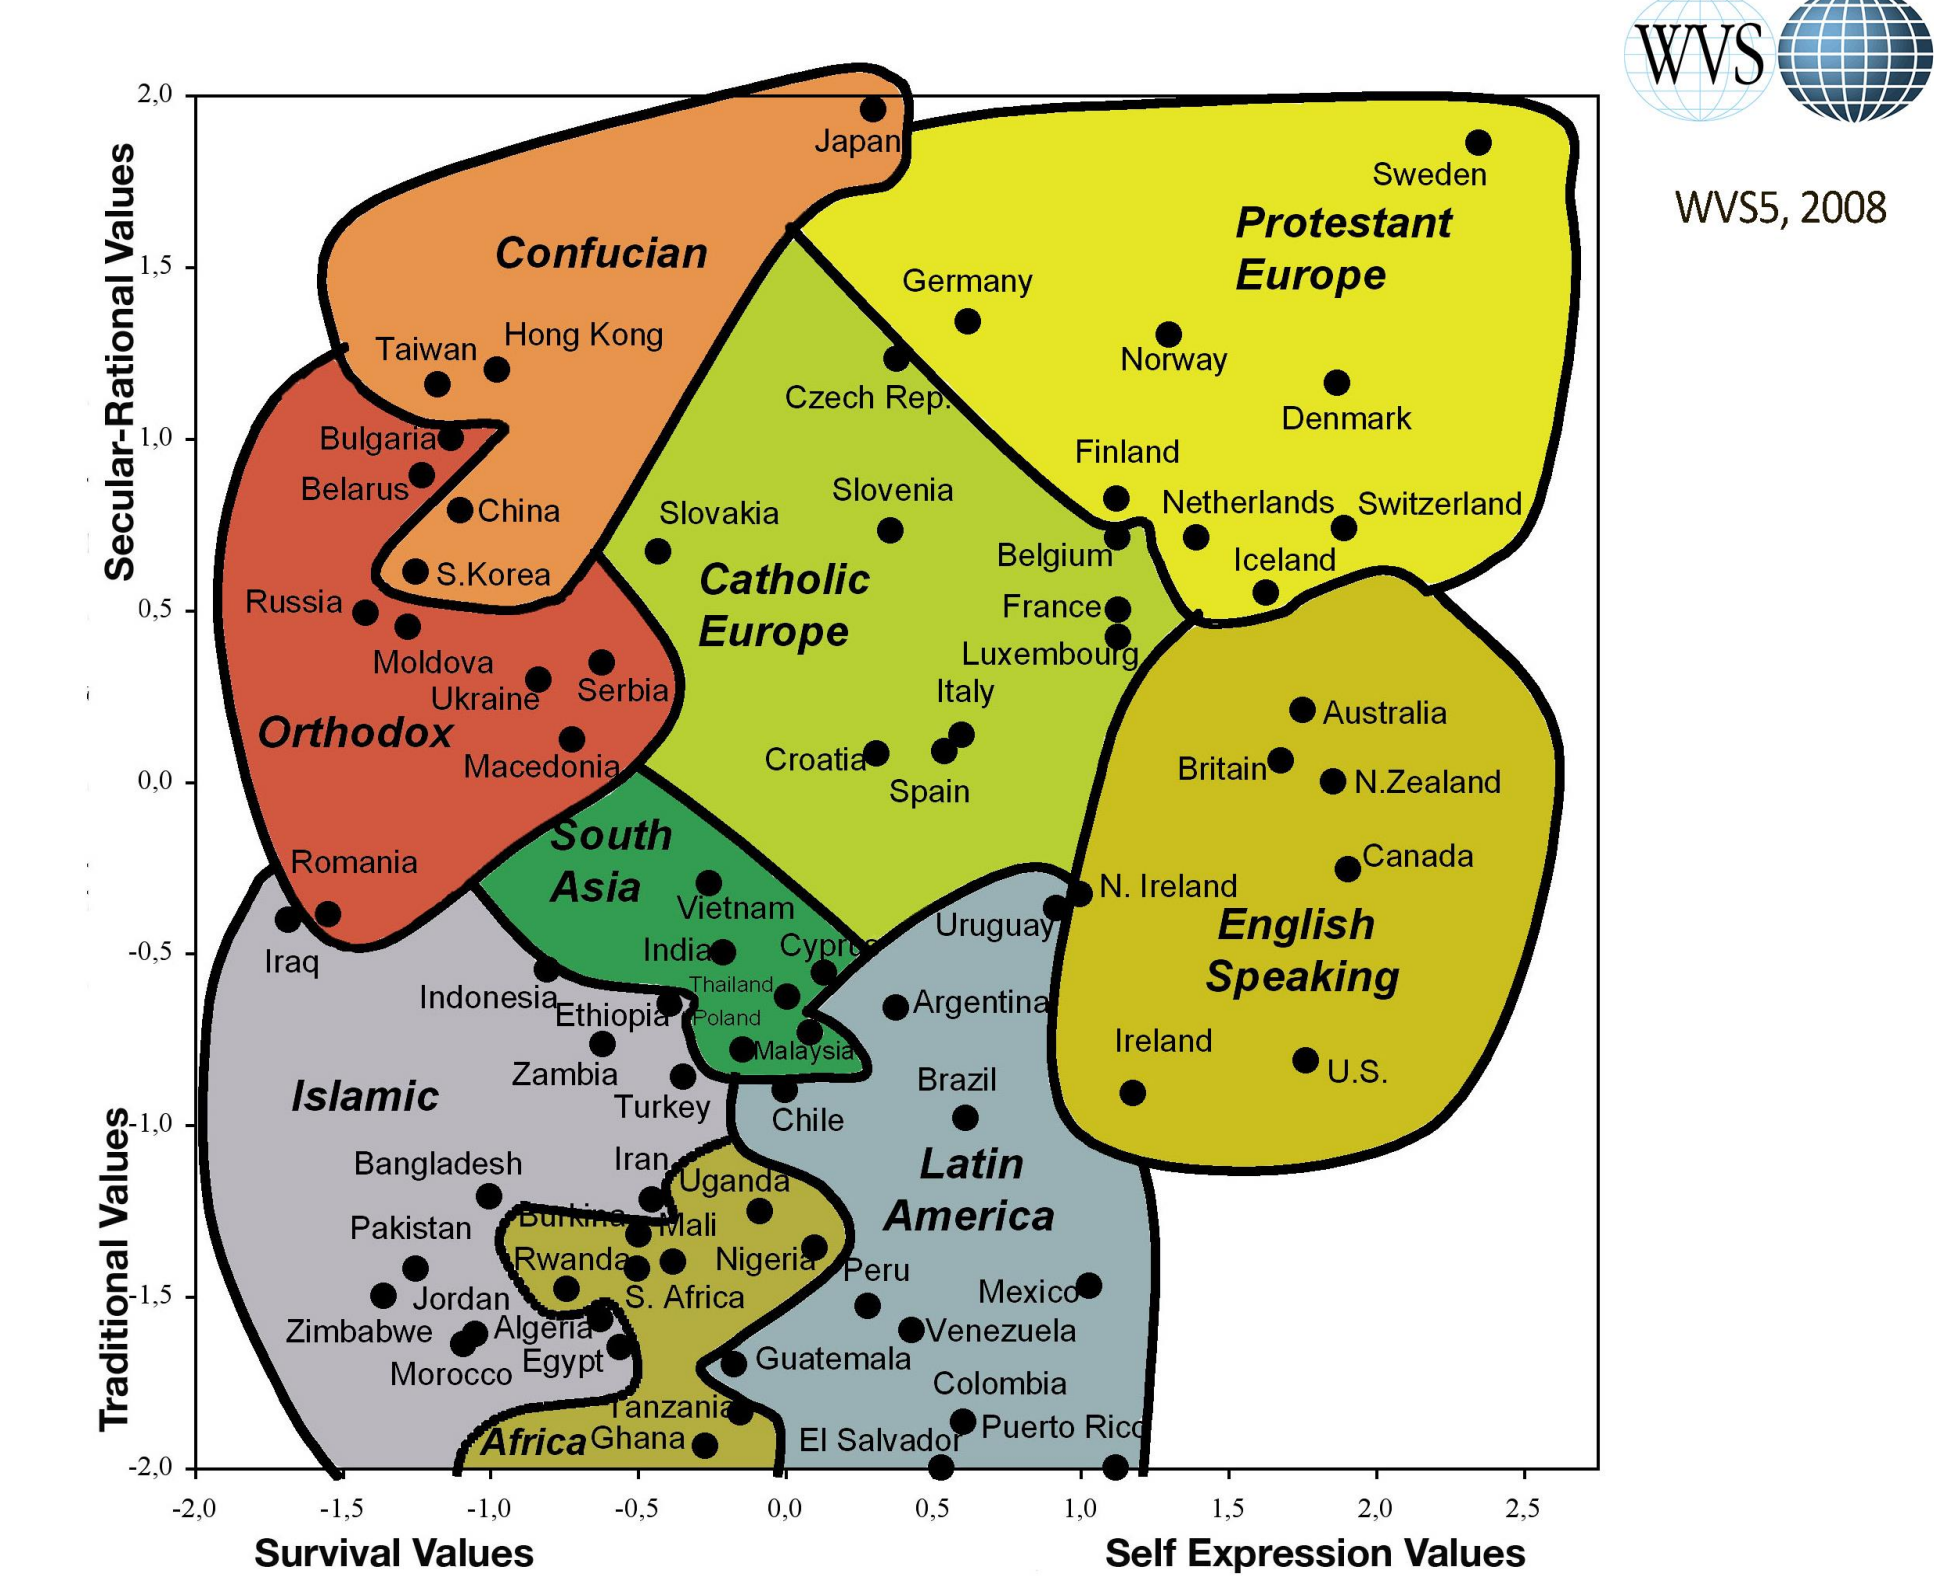 WVS
WVS5, 2008
Secular-Rational Values
Traditional Values
2,0
1,5
1,0
0,5
0,0
-0,5
-1,0
-1,5
-2,0
Japan
Sweden
Protestant
Europe
Confucian
Germany
Taiwan
Hong Kong
Norway
Czech Rep.
Denmark
Bulgaria
Finland
Belarus
China
Slovakia
Slovenia
Netherlands
Switzerland
Belgium
Iceland
S.Korea
Catholic
Europe
Russia
France
Moldova
Luxembourg
Ukraine
Serbia
Italy
Australia
Orthodox
Macedonia
Croatia
Spain
Britain
N.Zealand
South
Asia
Romania
Canada
Vietnam
N. Ireland
Uruguay
English
Speaking
India
Cyprus
Iraq
Thailand
Indonesia
Ethiopia
Poland
Argentina
Malaysia
Ireland
U.S.
Zambia
Brazil
Islamic
Turkey
Chile
Bangladesh
Iran
Uganda
Latin
America
Burkina
Mali
Pakistan
Rwanda
Nigeria
Peru
Jordan
S. Africa
Mexico
Zimbabwe
Algeria
Venezuela
Morocco
Egypt
Guatemala
Colombia
Tanzania
Puerto Rico
Africa
Ghana
El Salvador
-2,0 -1,5 -1,0 -0,5 0,0 0,5 1,0 1,5 2,0 2,5
Survival Values
Self Expression Values